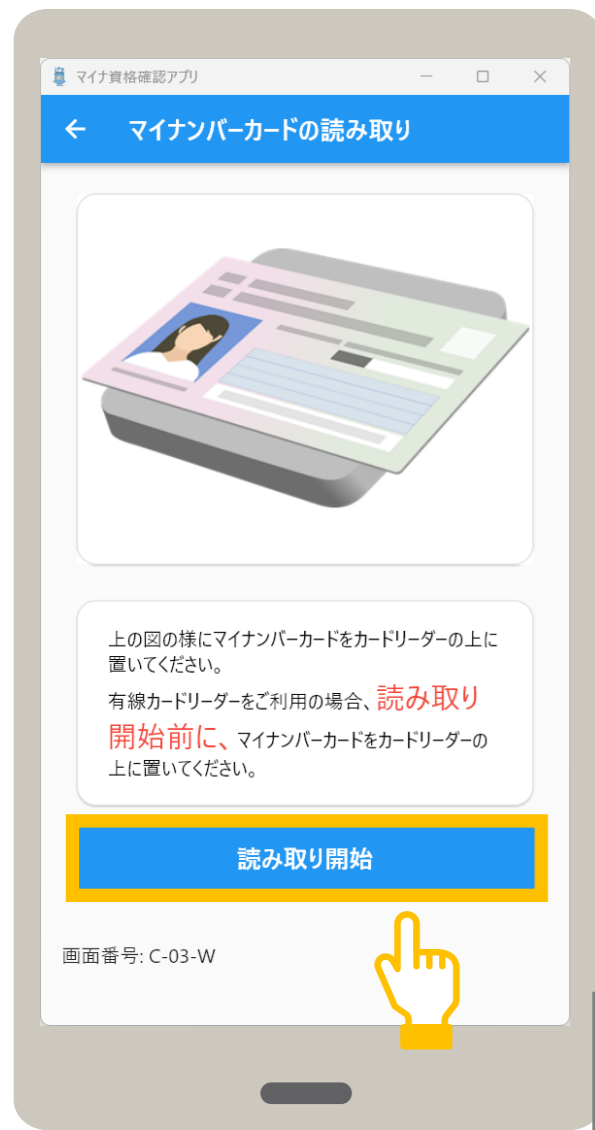 マイナ資格確認アプリ
マイナンバーカードの読み取り
上の図の様にマイナンバーカードをカードリーダーの上に
置いてください。
有線カードリーダーをご利用の場合、読み取り
開始前に、マイナンバーカードをカードリーダーの
上に置いてください。
読み取り開始
画面番号: C-03-W